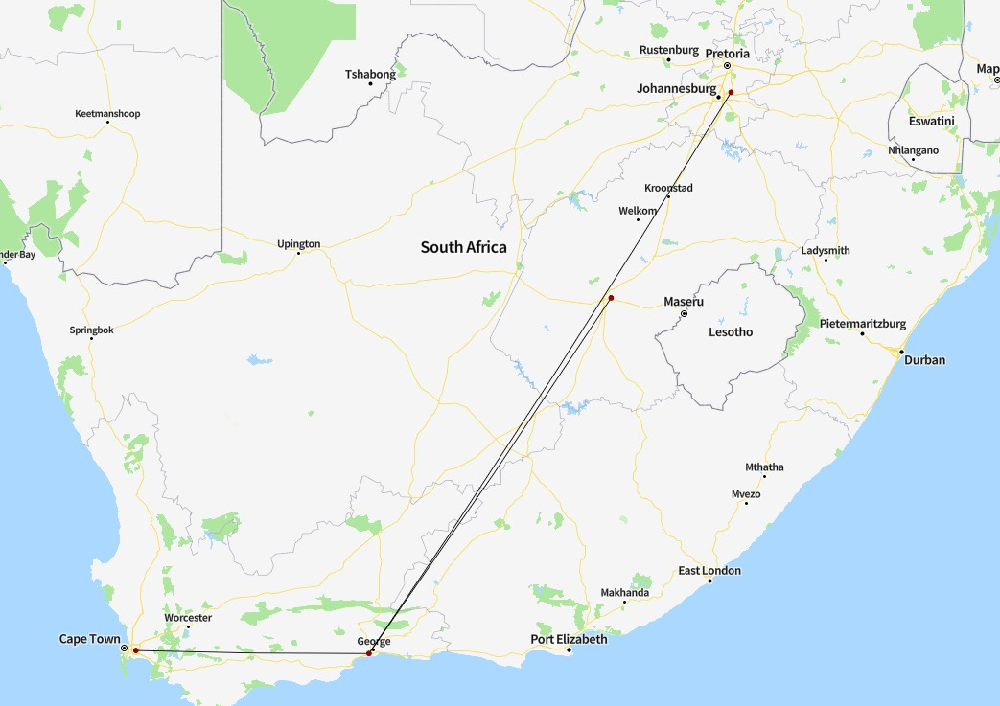 Rustenburg
Pretoria
Tshabong
Map
Johannesburg
Keetmanshoop
Eswatini
Nhlangano
Kroonstad
Welkom
Upington
South Africa
Ladysmith
nder Bay
Maseru
Springbok
Lesotho
Pietermaritzburg
Durban
Mthatha
Mvezo
East London
Makhanda
Worcester
Cape Town
George
Port Elizabeth